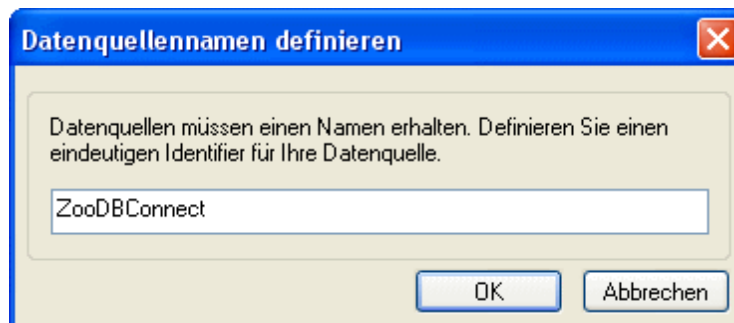 Datenquellennamen definieren
Datenquellen müssen einen Namen erhalten. Definieren Sie einen
eindeutigen Identifier für Ihre Datenquelle.
ZooDBConnect
OK Abbrechen